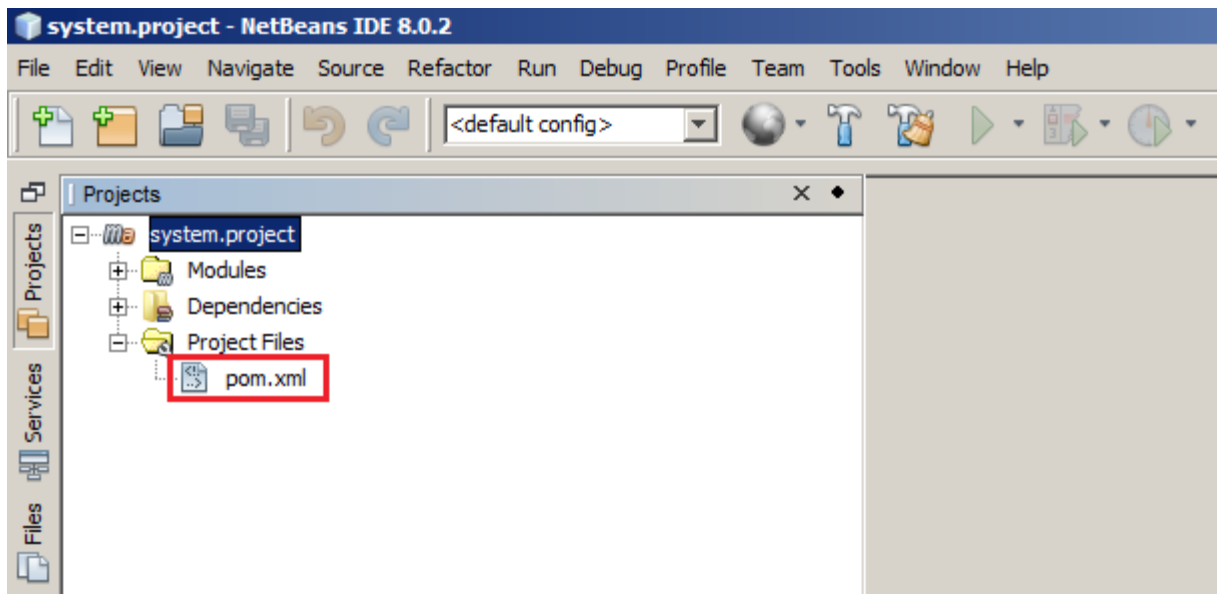 system.project - NetBeans IDE 8.0.2
File Edit View Navigate Source Refactor Run Debug Profile Team Tools Window Help
<default config>
Projects
Projects
system.project
Modules
Dependencies
Project Files
pom.xml
Services
Files